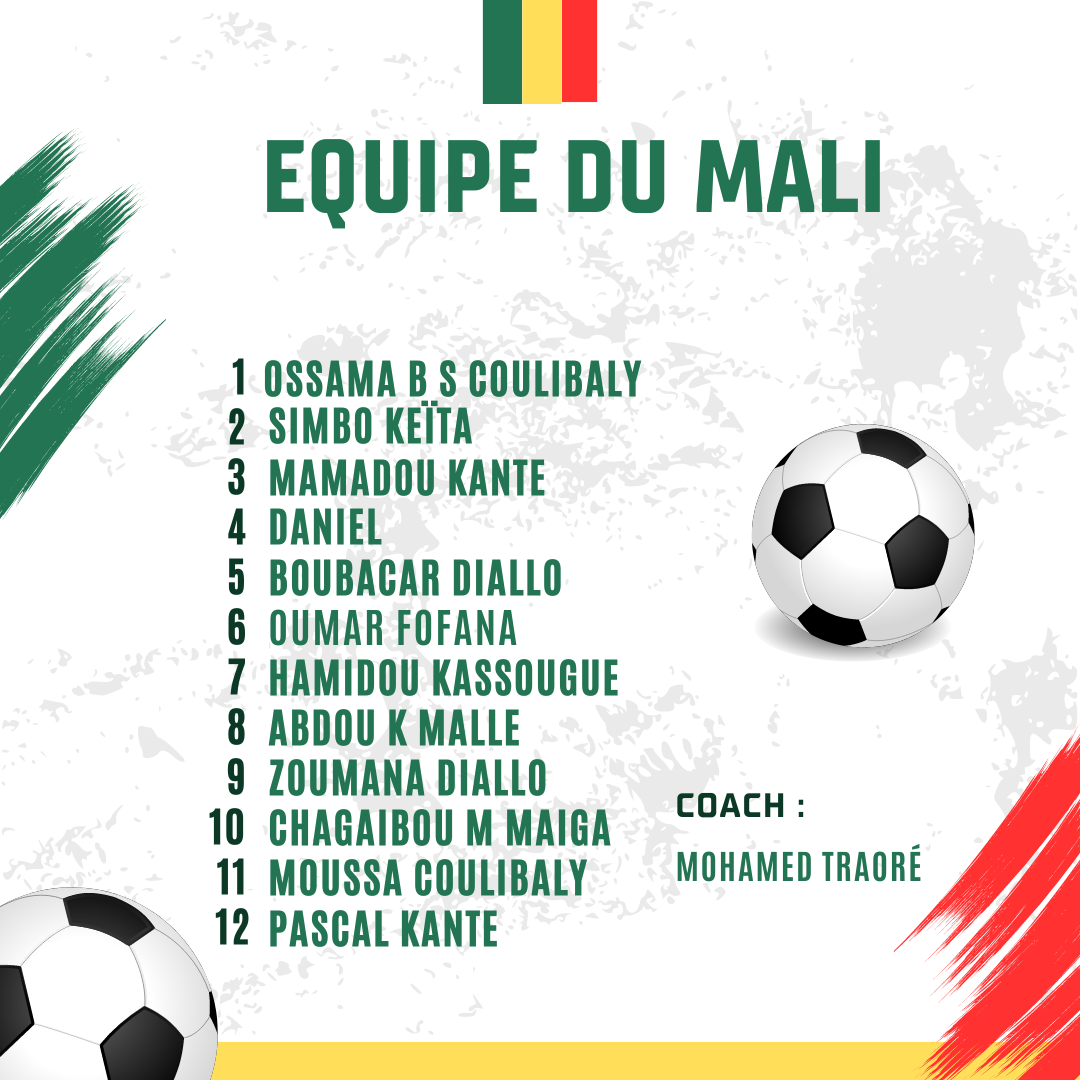 EQUIPE DU MALI
1 OSSAMA B S COULIBALY
2 SIMBO KEÏTA
3 MAMADOU KANTE
4 DANIEL
5 BOUBACAR DIALLO
6 OUMAR FOFANA
7 HAMIDOU KASSOUGUE
8 ABDOU K MALLE
9 ZOUMANA DIALLO
10 CHAGAIBOU M MAIGA
11 MOUSSA COULIBALY
12 PASCAL KANTE
COACH :
MOHAMED TRAORÉ